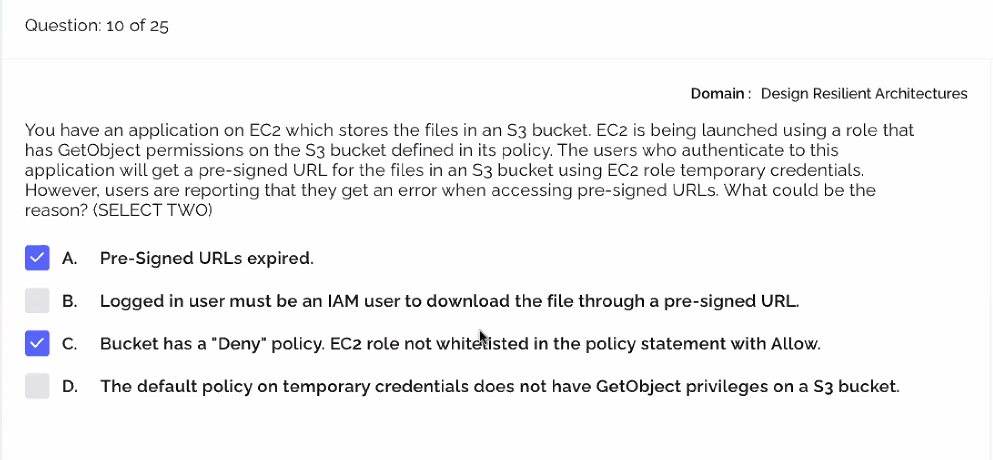 Question: 10 of 25
Domain : Design Resilient Architectures
You have an application on EC2 which stores the files in an S3 bucket. EC2 is being launched using a role that
has GetObject permissions on the S3 bucket defined in its policy. The users who authenticate to this
application will get a pre-signed URL for the files in an S3 bucket using EC2 role temporary credentials.
However, users are reporting that they get an error when accessing pre-signed URLs. What could be the
reason? (SELECT TWO)
A. Pre-Signed URLs expired.
B. Logged in user must be an IAM user to download the file through a pre-signed URL.
C. Bucket has a "Deny" policy. EC2 role not whitelisted in the policy statement with Allow.
D. The default policy on temporary credentials does not have GetObject privileges on a S3 bucket.